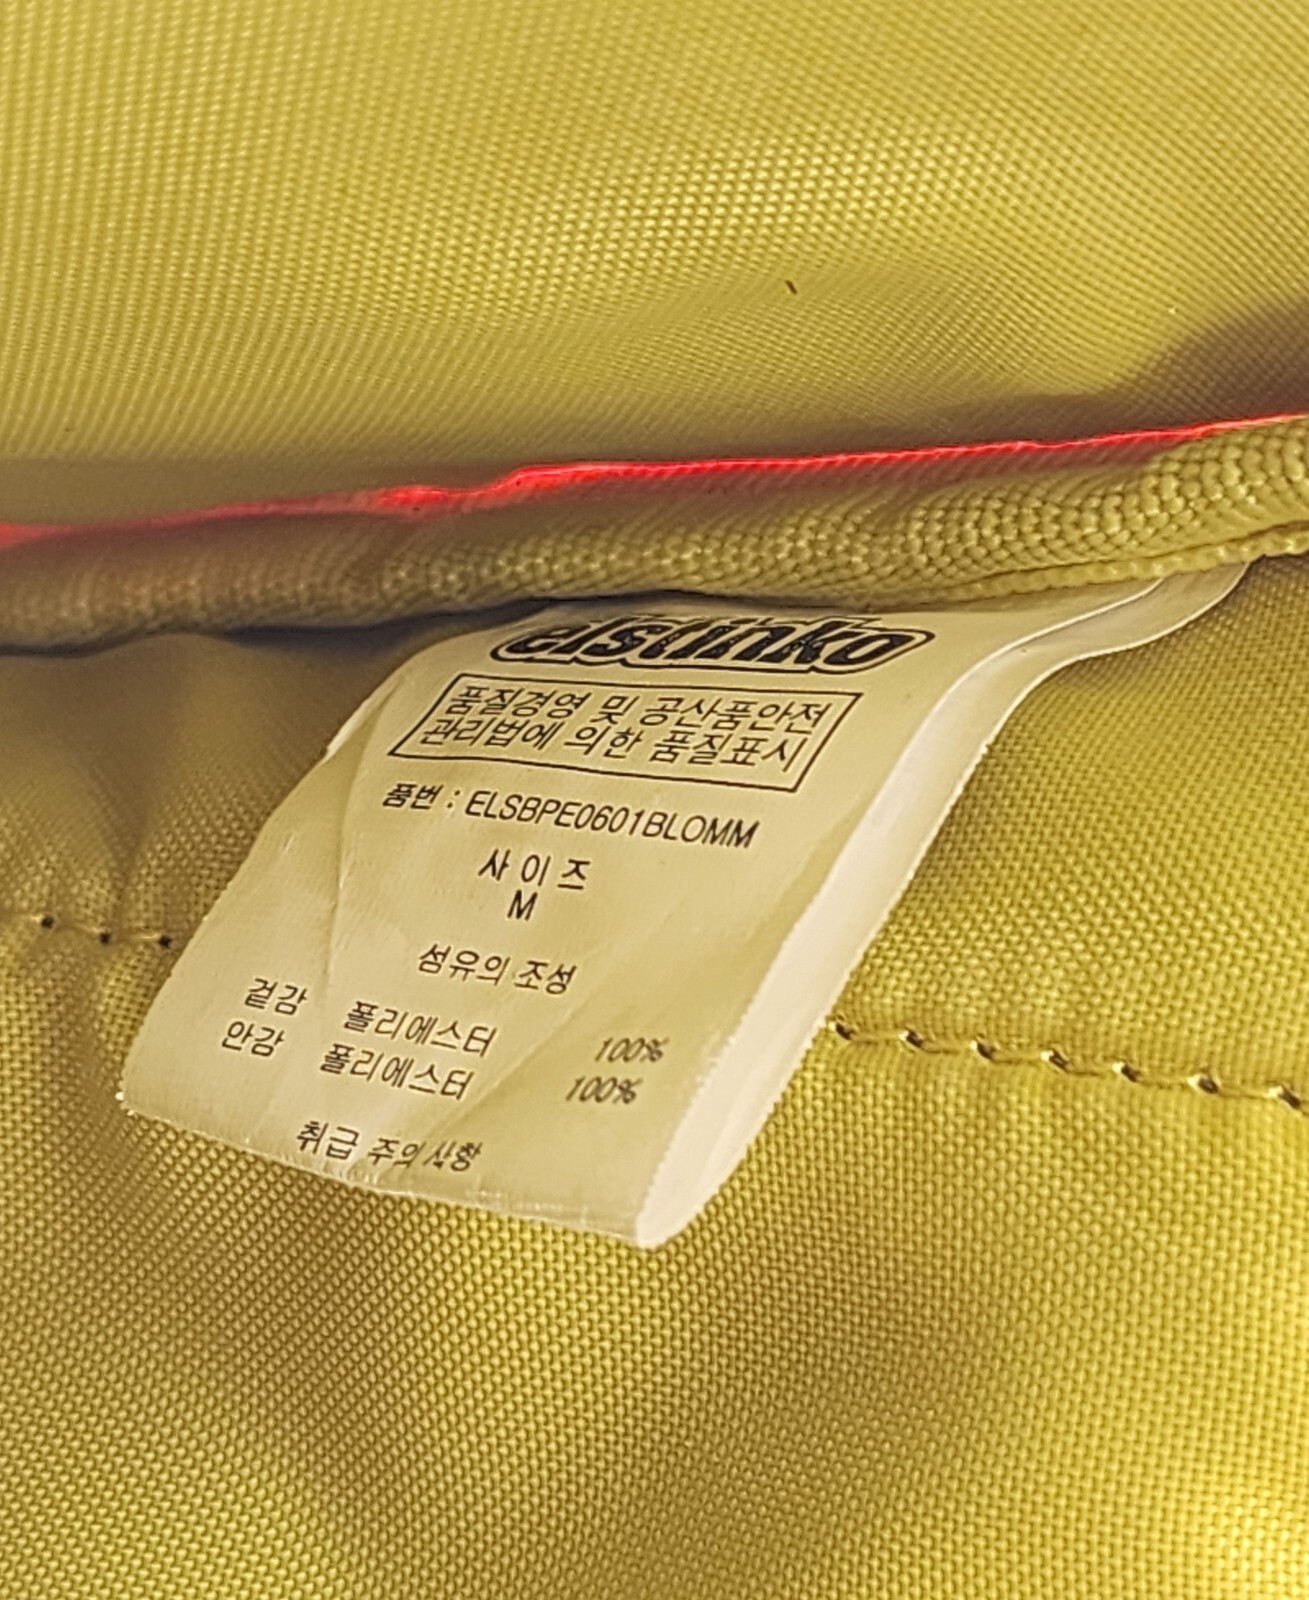 elstinko
품질경영 및 공산품안전
관리법에 의한 품질표시
품번 : ELSBPE0601BLOMM
사 이 즈
M
섬유의 조성
겉감 폴리에스터 100%
안감 폴리에스터 100%
취급 주의 사항